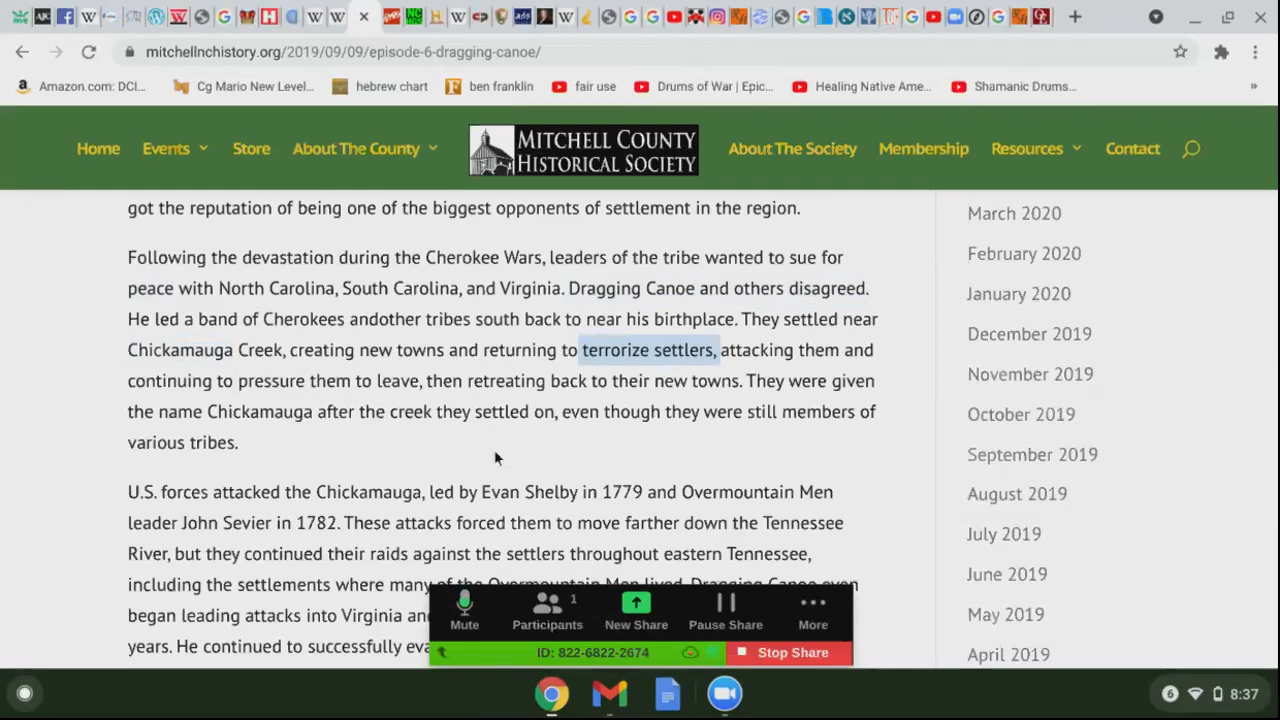 mitchellnchistory.org/2019/09/09/episode-6-dragging-canoe/
Amazon.com: DCI...
Cg Mario New Level...
hebrew chart
ben franklin
fair use
Drums of War | Epic...
Healing Native Ame...
Shamanic Drums...
»
Home
Events
Store
About The County
MITCHELL COUNTY
HISTORICAL SOCIETY
About The Society
Membership
Resources
Contact
got the reputation of being one of the biggest opponents of settlement in the region.
Following the devastation during the Cherokee Wars, leaders of the tribe wanted to sue for
peace with North Carolina, South Carolina, and Virginia. Dragging Canoe and others disagreed.
He led a band of Cherokees andother tribes south back to near his birthplace. They settled near
Chickamauga Creek, creating new towns and returning to terrorize settlers, attacking them and
continuing to pressure them to leave, then retreating back to their new towns. They were given
the name Chickamauga after the creek they settled on, even though they were still members of
various tribes.
U.S. forces attacked the Chickamauga, led by Evan Shelby in 1779 and Overmountain Men
leader John Sevier in 1782. These attacks forced them to move farther down the Tennessee
River, but they continued their raids against the settlers throughout eastern Tennessee,
including the settlements where many of the Overmountain Men lived. Dragging Canoe even
began leading attacks into Virginia and
years. He continued to successfully eva
March 2020
February 2020
January 2020
December 2019
November 2019
October 2019
September 2019
August 2019
July 2019
June 2019
May 2019
April 2019
Mute
Participants
1
New Share
Pause Share
More
ID: 822-6822-2674
Stop Share
6
8:37